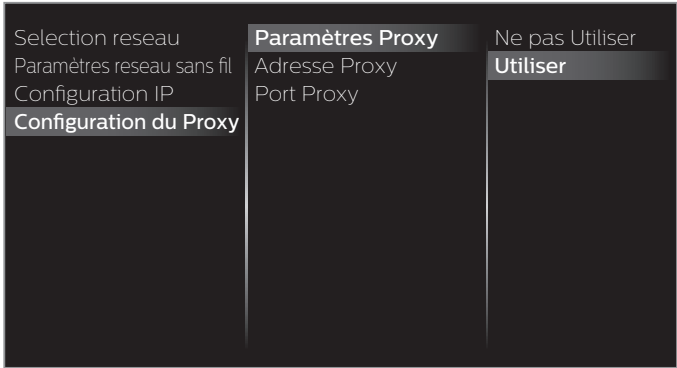 Selection reseau
Paramètres reseau sans fil
Configuration IP
Configuration du Proxy
Paramètres Proxy
Adresse Proxy
Port Proxy
Ne pas Utiliser
Utiliser